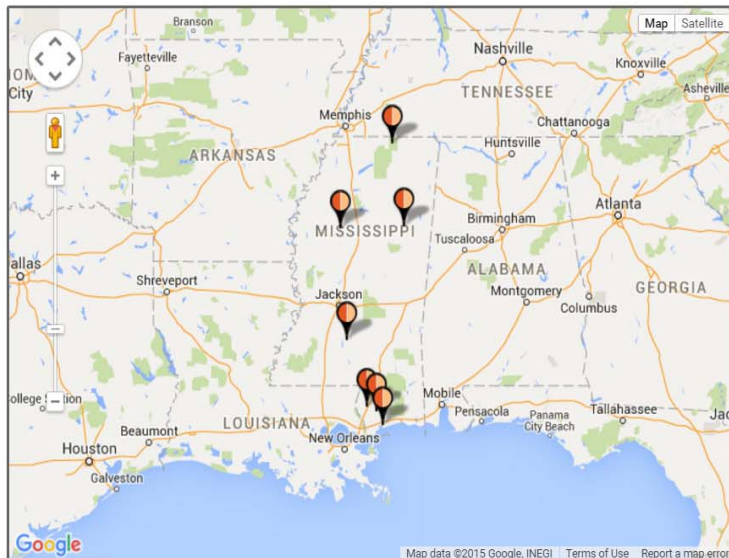 Branson
Map
Satellite
Nashville
Knoxville
Fayetteville
City
TENNESSEE
Asheville
Memphis
Chattanooga
Huntsville
ARKANSAS
Atlanta
MISSISSIPPI
Birmingham
Tuscaloosa
ALABAMA
GEORGIA
Shreveport
Jackson
Montgomery
Columbus
LOUISIANA
Mobile
Pensacola
Panama
City Beach
Tallahassee
Beaumont
New Orleans
Houston
Galveston
Google
Map data ©2015 Google, INEGI
Terms of Use
Report a map error